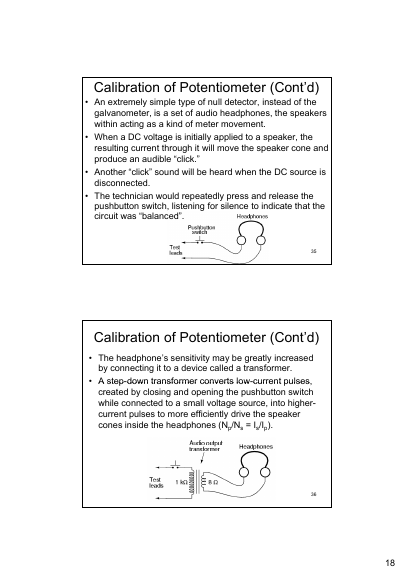 Calibration of Potentiometer (Cont'd)
• An extremely simple type of null detector, instead of the
galvanometer, is a set of audio headphones, the speakers
within acting as a kind of meter movement.
• When a DC voltage is initially applied to a speaker, the
resulting current through it will move the speaker cone and
produce an audible “click.”
• Another “click” sound will be heard when the DC source is
disconnected.
• The technician would repeatedly press and release the
pushbutton switch, listening for silence to indicate that the
circuit was “balanced”.
Headphones
Pushbutton
switch
Test
leads
35
Calibration of Potentiometer (Cont'd)
• The headphone's sensitivity may be greatly increased
by connecting it to a device called a transformer.
• A step-down transformer converts low-current pulses,
created by closing and opening the pushbutton switch
while connected to a small voltage source, into higher-
current pulses to more efficiently drive the speaker
cones inside the headphones (Np/Ns = Is/Ip).
Audio output
transformer
Headphones
Test
leads
1 kΩ
8 Ω
36
18